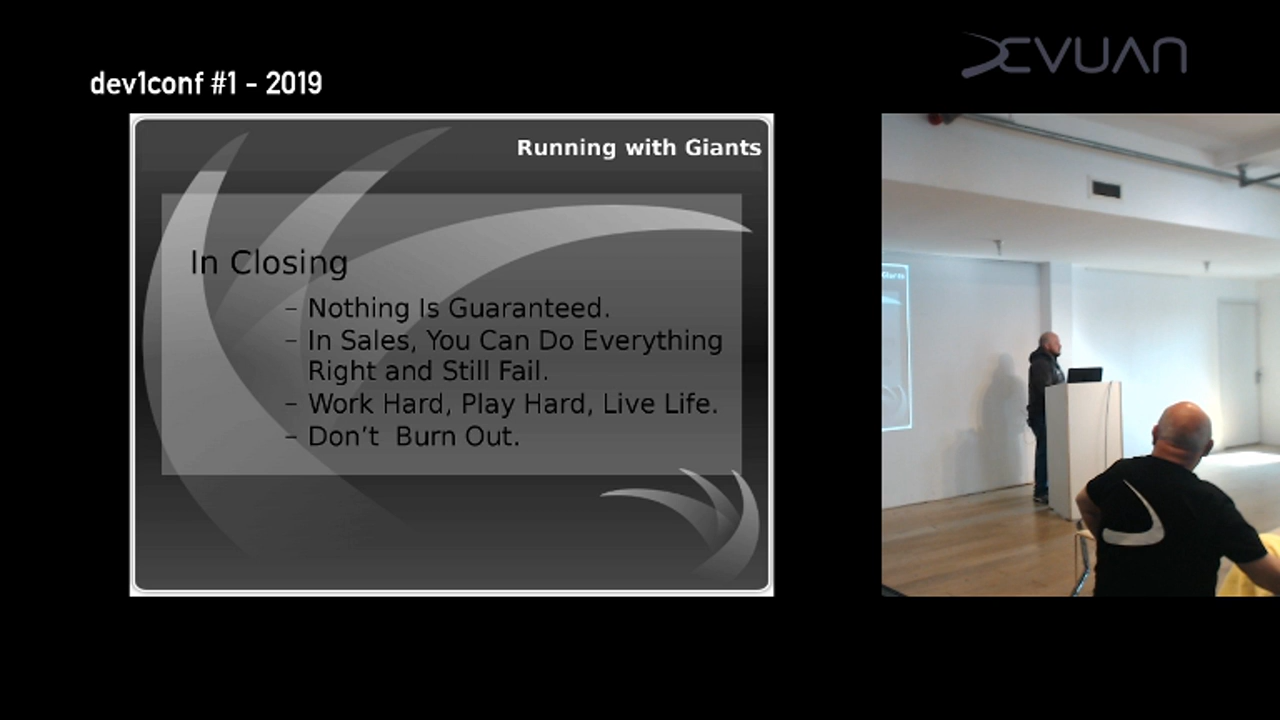 DEVUAN
dev1conf #1 - 2019
Running with Giants
In Closing
– Nothing Is Guaranteed.
– In Sales, You Can Do Everything
Right and Still Fail.
– Work Hard, Play Hard, Live Life.
– Don’t  Burn Out.